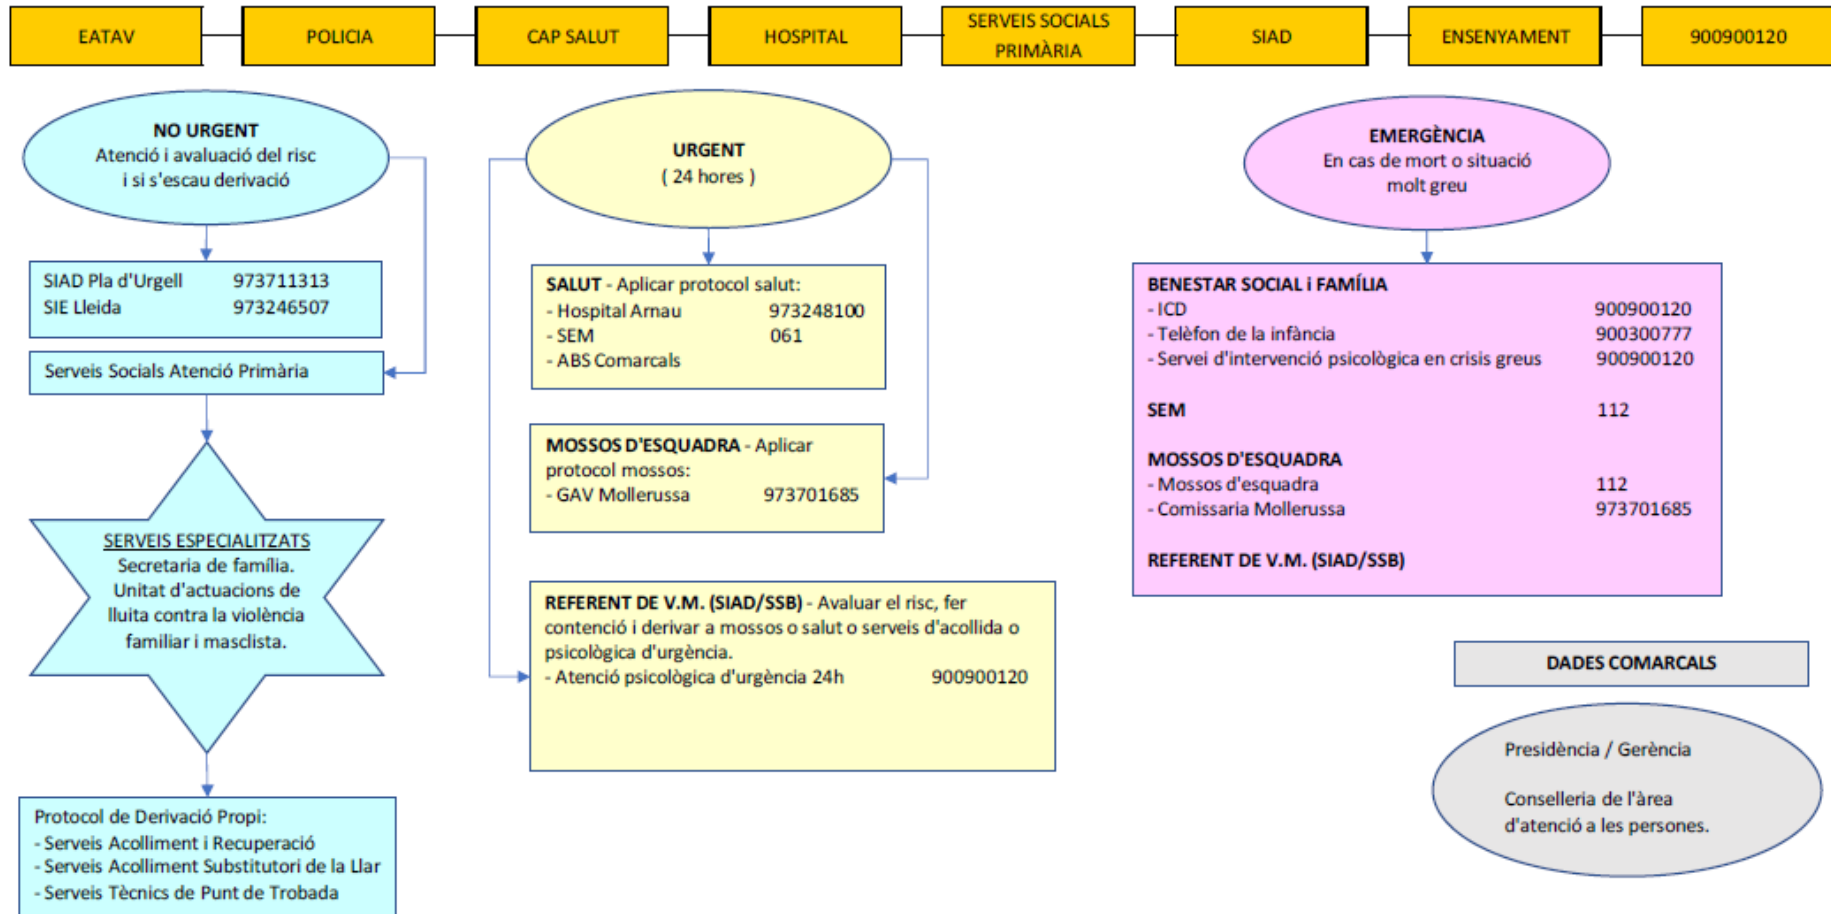 EATAV
POLICIA
CAP SALUT
HOSPITAL
SERVEIS SOCIALS
PRIMÀRIA
SIAD
ENSENYAMENT
900900120
NO URGENT
Atenció i avaluació del risc
i si s'escau derivació
SIAD Pla d'Urgell 973711313
SIE Lleida 973246507
Serveis Socials Atenció Primària
SERVEIS ESPECIALITZATS
Secretaria de família.
Unitat d'actuacions de
lluita contra la violència
familiar i masclista.
Protocol de Derivació Propi:
- Serveis Acolliment i Recuperació
- Serveis Acolliment Substitutori de la Llar
- Serveis Tècnics de Punt de Trobada
URGENT
( 24 hores )
SALUT - Aplicar protocol salut:
- Hospital Arnau 973248100
- SEM 061
- ABS Comarcals
MOSSOS D'ESQUADRA - Aplicar
protocol mossos:
- GAV Mollerussa 973701685
REFERENT DE V.M. (SIAD/SSB) - Avaluar el risc, fer
contenció i derivar a mossos o salut o serveis d'acollida o
psicològica d'urgència.
- Atenció psicològica d'urgència 24h 900900120
EMERGÈNCIA
En cas de mort o situació
molt greu
BENESTAR SOCIAL i FAMÍLIA
- ICD 900900120
- Telèfon de la infància 900300777
- Servei d'intervenció psicològica en crisis greus 900900120
SEM 112
MOSSOS D'ESQUADRA
- Mossos d'esquadra 112
- Comissaria Mollerussa 973701685
REFERENT DE V.M. (SIAD/SSB)
DADES COMARCALS
Presidència / Gerència
Conselleria de l'àrea
d'atenció a les persones.